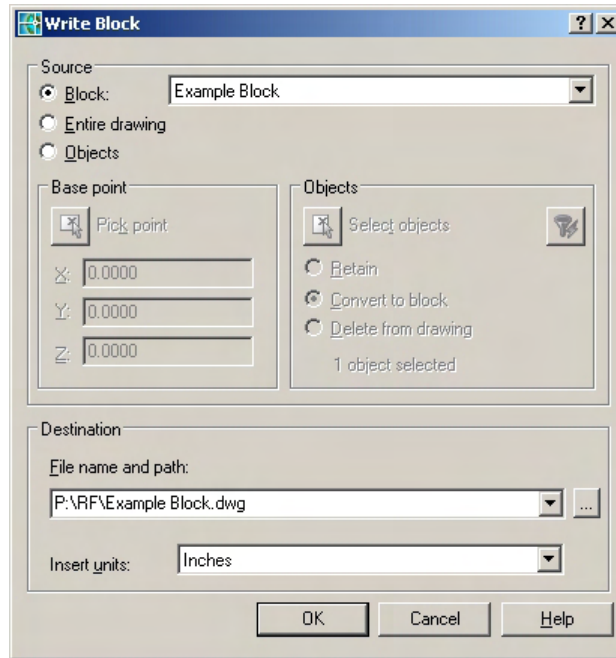 Write Block
Source
Block: Example Block
Entire drawing
Objects
Base point
Pick point
X: 0.0000
Y: 0.0000
Z: 0.0000
Objects
Select objects
Retain
Convert to block
Delete from drawing
1 object selected
Destination
File name and path:
P:\RF\Example Block.dwg
...
Insert units: Inches
OK Cancel Help